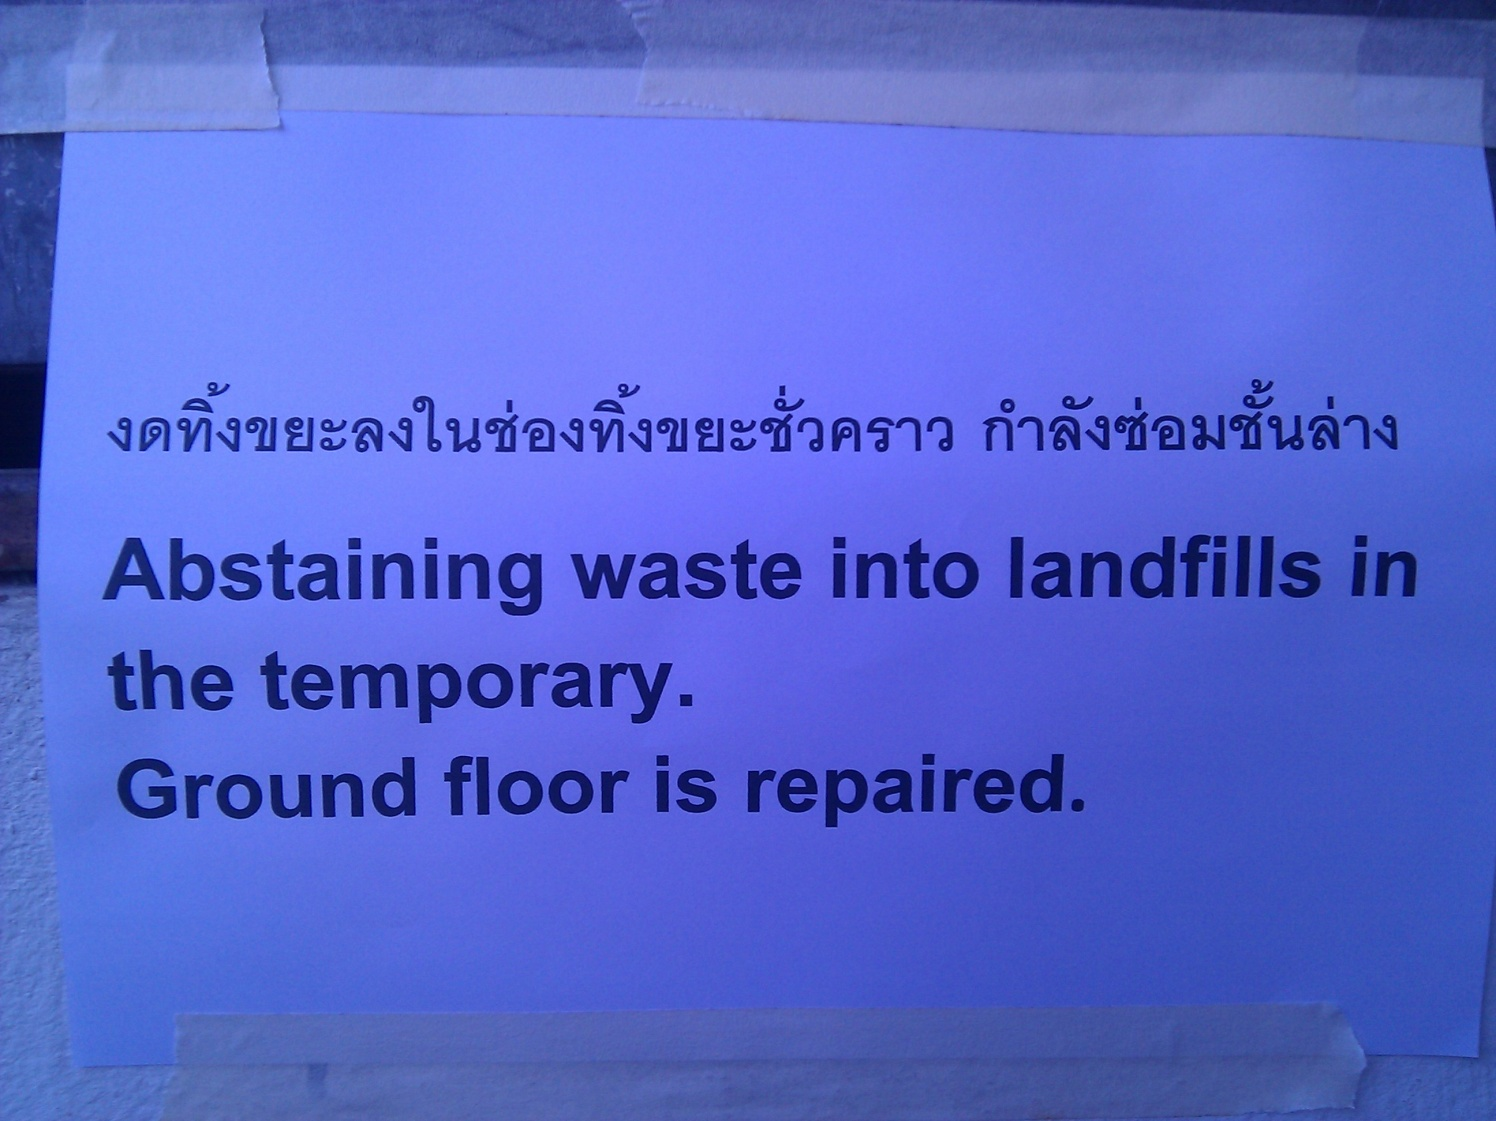 งดทิ้งขยะลงในช่องทิ้งขยะชั่วคราว กำลังซ่อมชั้นล่าง
Abstaining waste into landfills in
the temporary.
Ground floor is repaired.